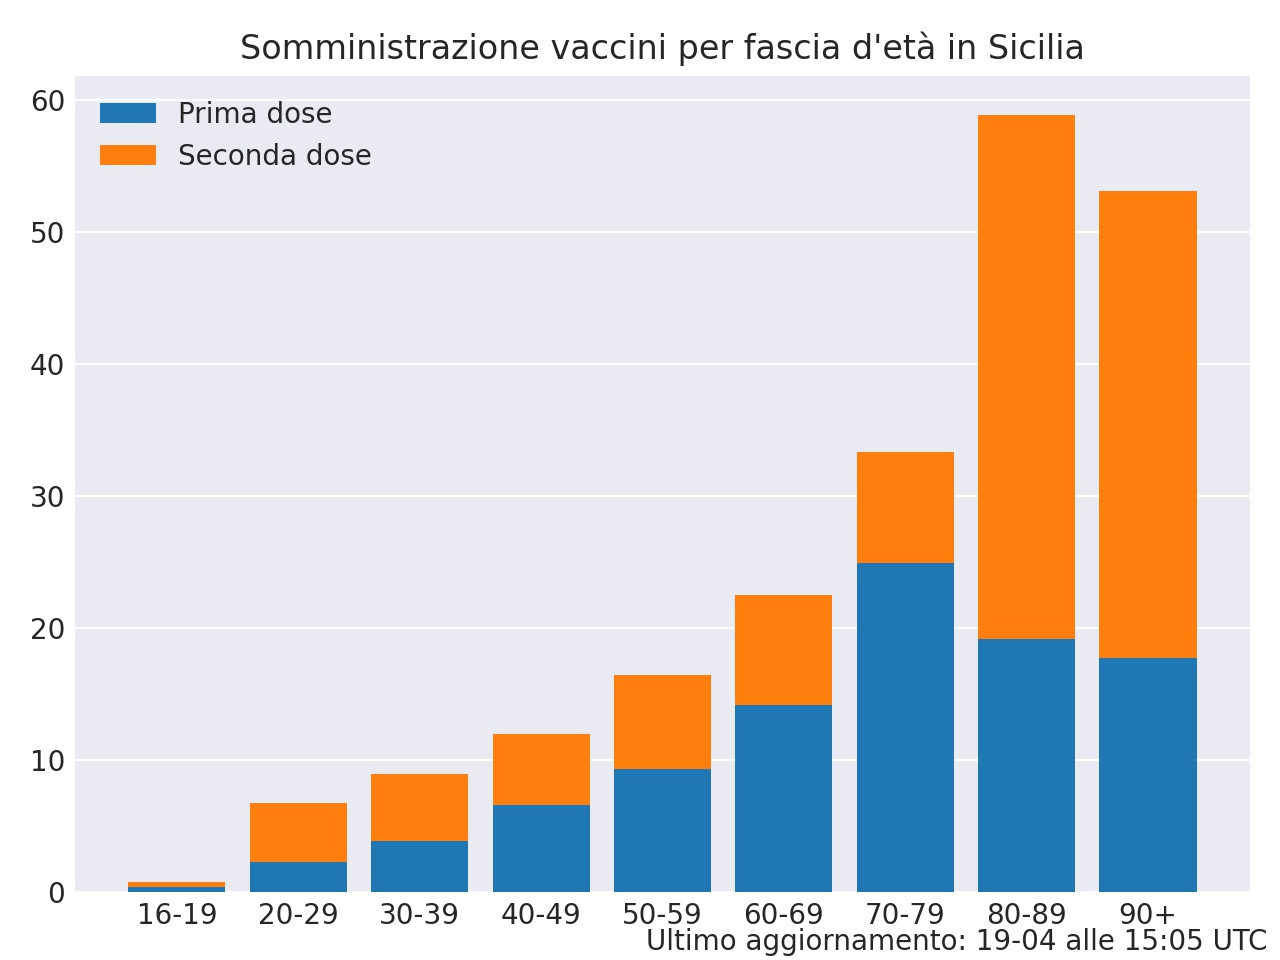 Somministrazione vaccini per fascia d'età in Sicilia
60
50
40
30
20
10
0
Prima dose
Seconda dose
16-19 20-29 30-39 40-49 50-59 60-69 70-79 80-89 90+
Ultimo aggiornamento: 19-04 alle 15:05 UTC